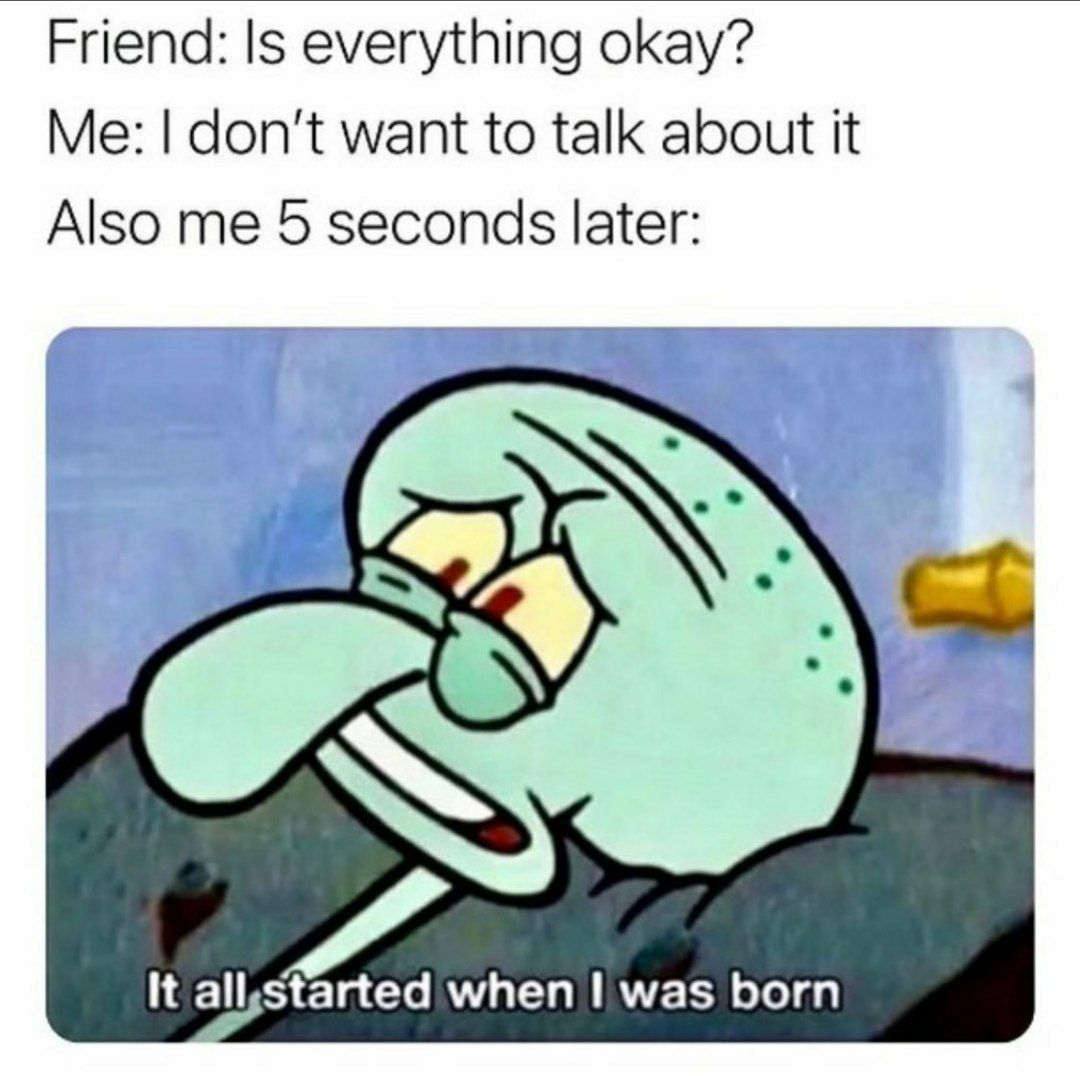 Friend: Is everything okay?
Me: I don't want to talk about it
Also me 5 seconds later:
It all started when I was born